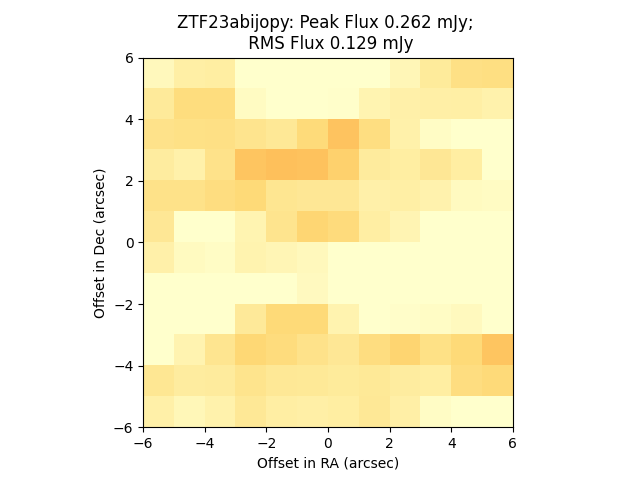 ZTF23abijopy: Peak Flux 0.262 mJy;
RMS Flux 0.129 mJy
6
4
2
0
−2
−4
−6
Offset in Dec (arcsec)
−6 −4 −2 0 2 4 6
Offset in RA (arcsec)